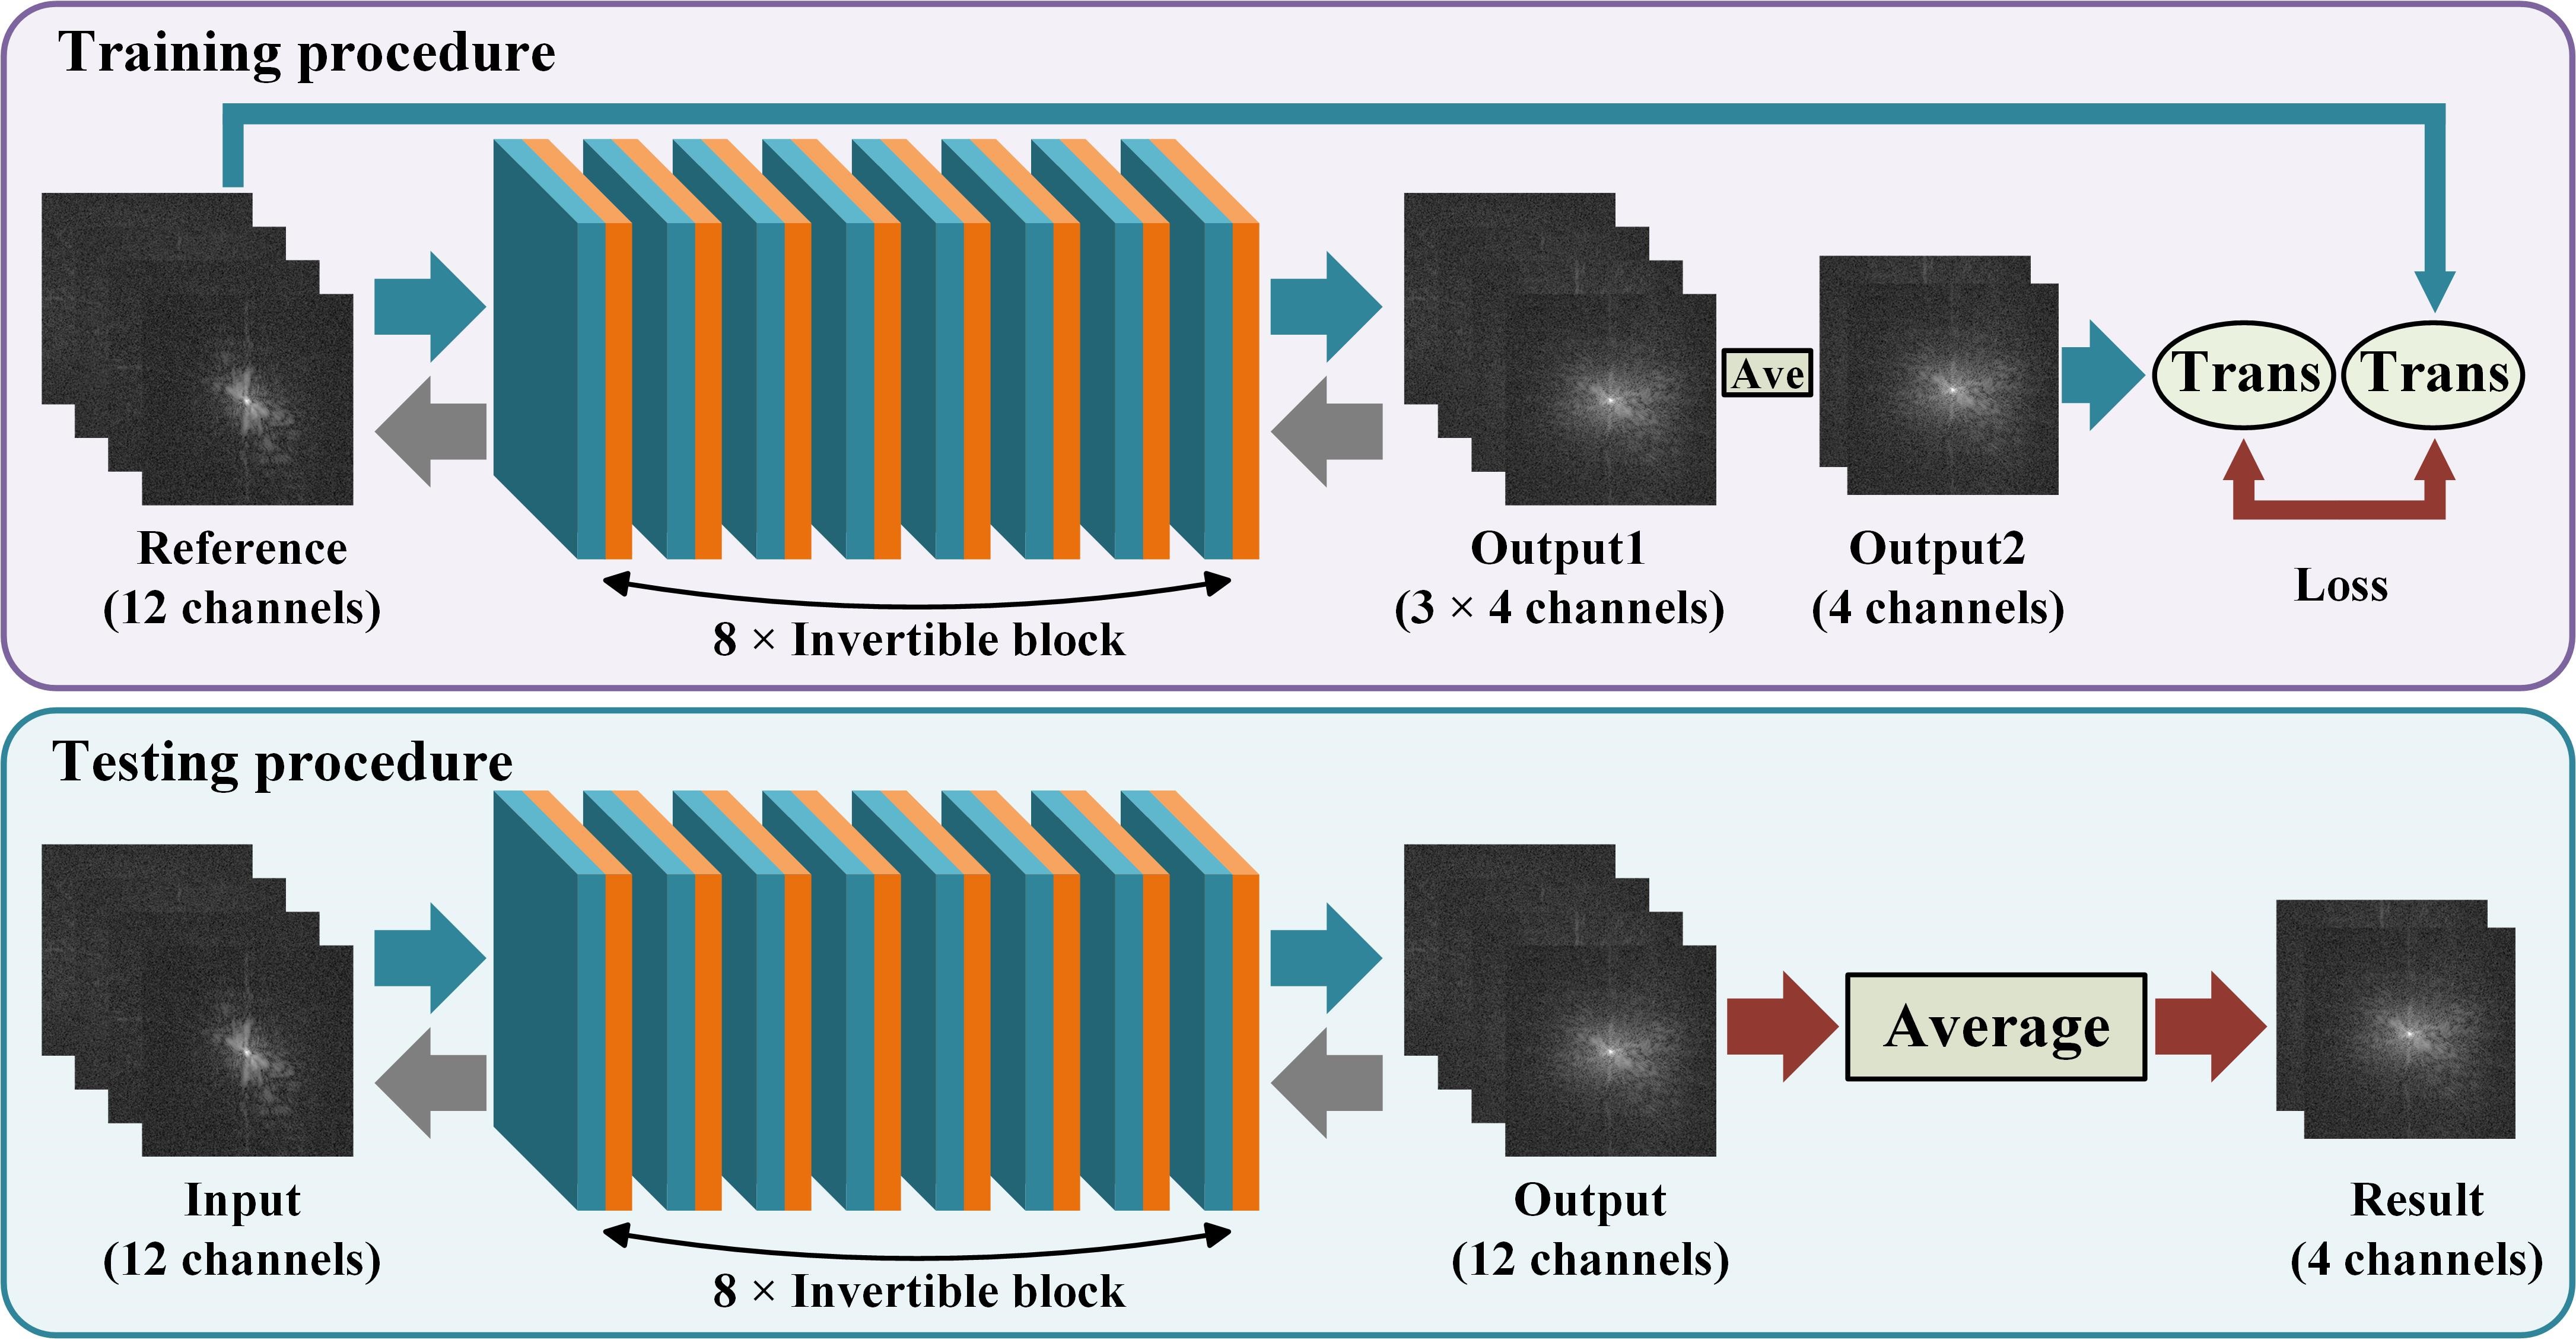 Training procedure
Ave
Trans
Trans
Reference
(12 channels)
8 × Invertible block
Output1
(3 × 4 channels)
Output2
(4 channels)
Loss
Testing procedure
Average
Input
(12 channels)
8 × Invertible block
Output
(12 channels)
Result
(4 channels)